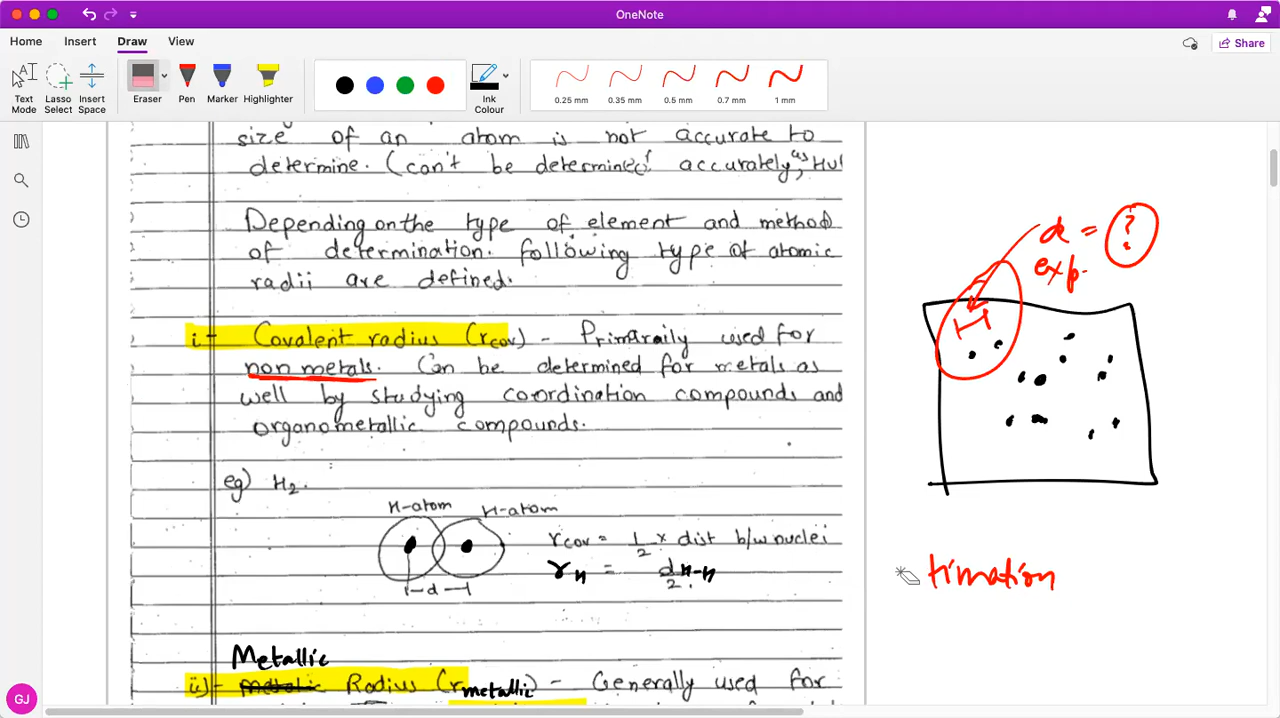 OneNote
Home Insert Draw View
Share
Text Mode
Lasso Select
Insert Space
Eraser
Pen
Marker
Highlighter
Ink Colour
0.25 mm
0.35 mm
0.5 mm
0.7 mm
1 mm
size of an atom is not accurate to
determine. (can't be determined accurately, as Hul
Depending on the type of element and method
of determination. following type of atomic
radii are defined.
i- Covalent radius (rcov) - Primaraily used for
non metals. Can be determined for metals as
well by studying coordination compounds and
organometallic compounds.
eg) H2.
H-atom H-atom
rcov = 1/2 x dist b/w nuclei
rH = dH-H/2
d
Metallic
ii)- Radius (rmetallic) - Generally used for
d = ?
exp.
timation
GJ